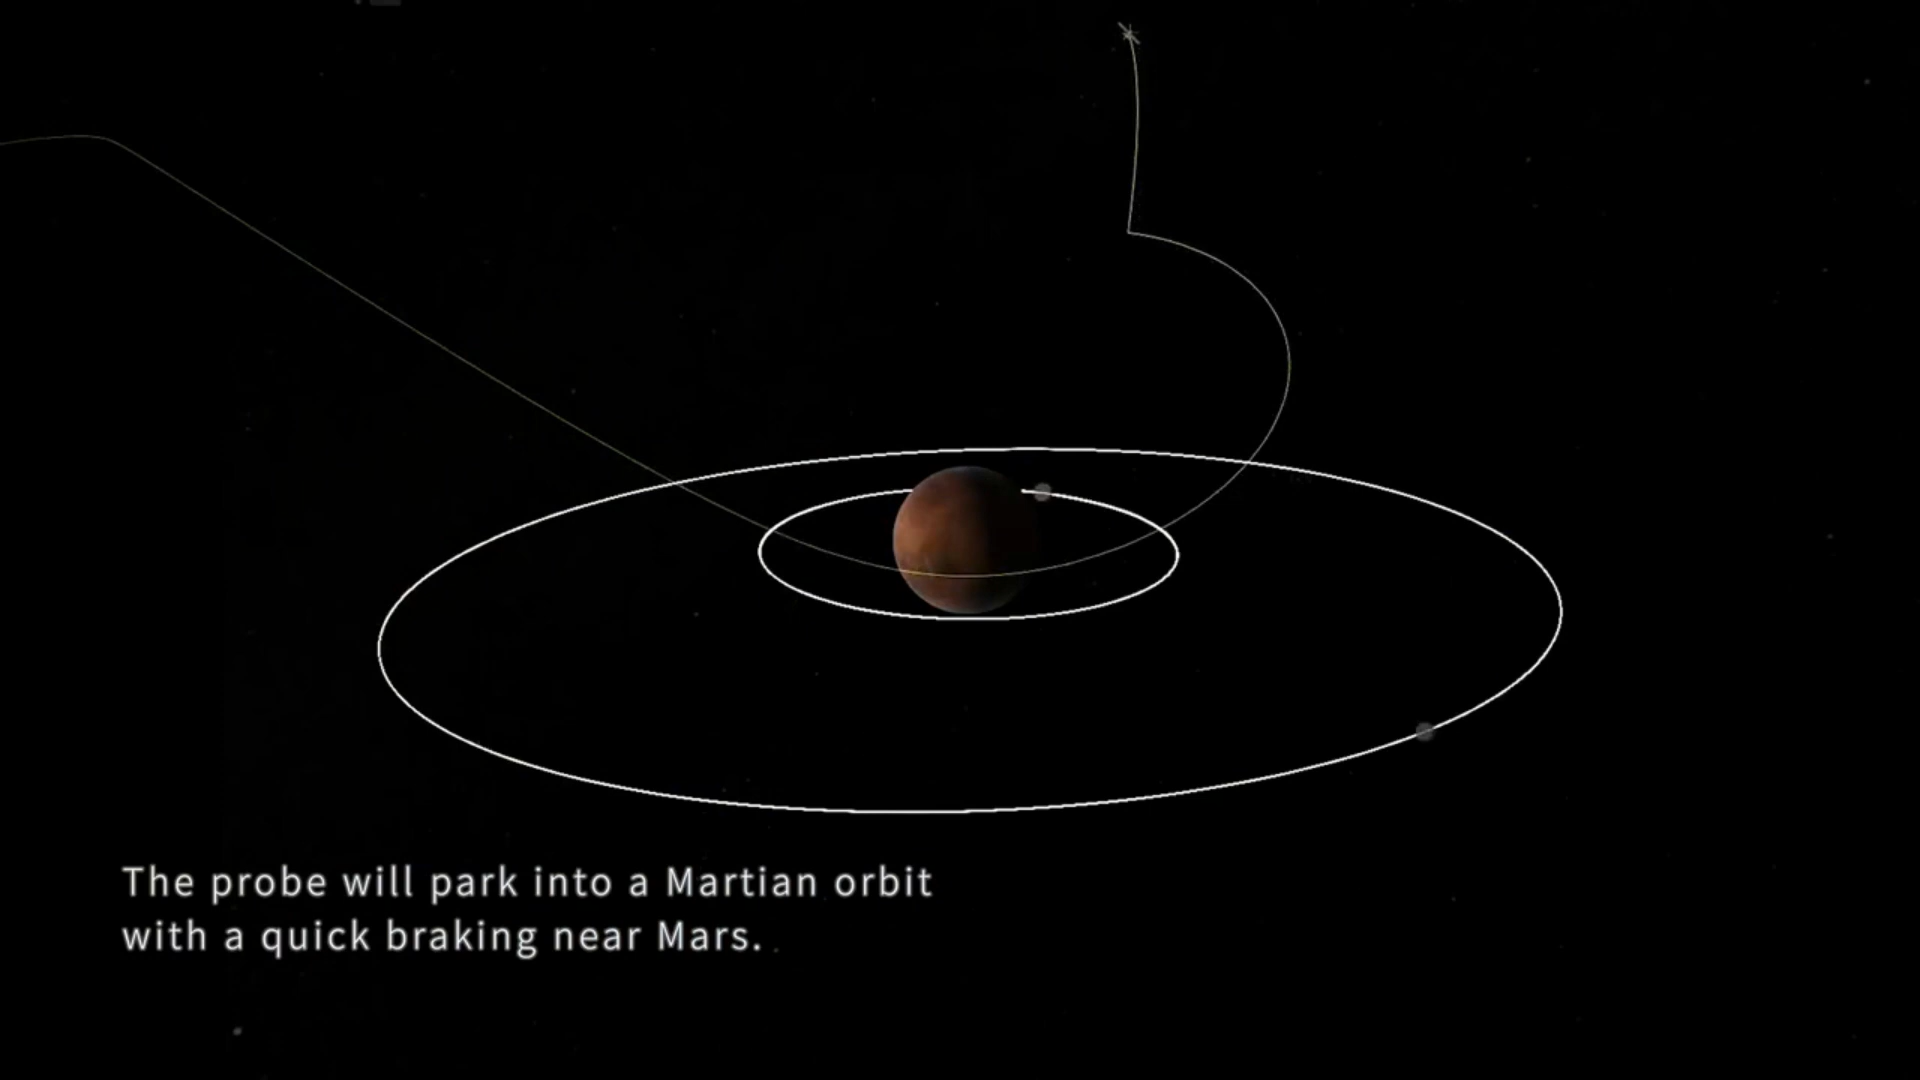 The probe will park into a Martian orbit
with a quick braking near Mars.